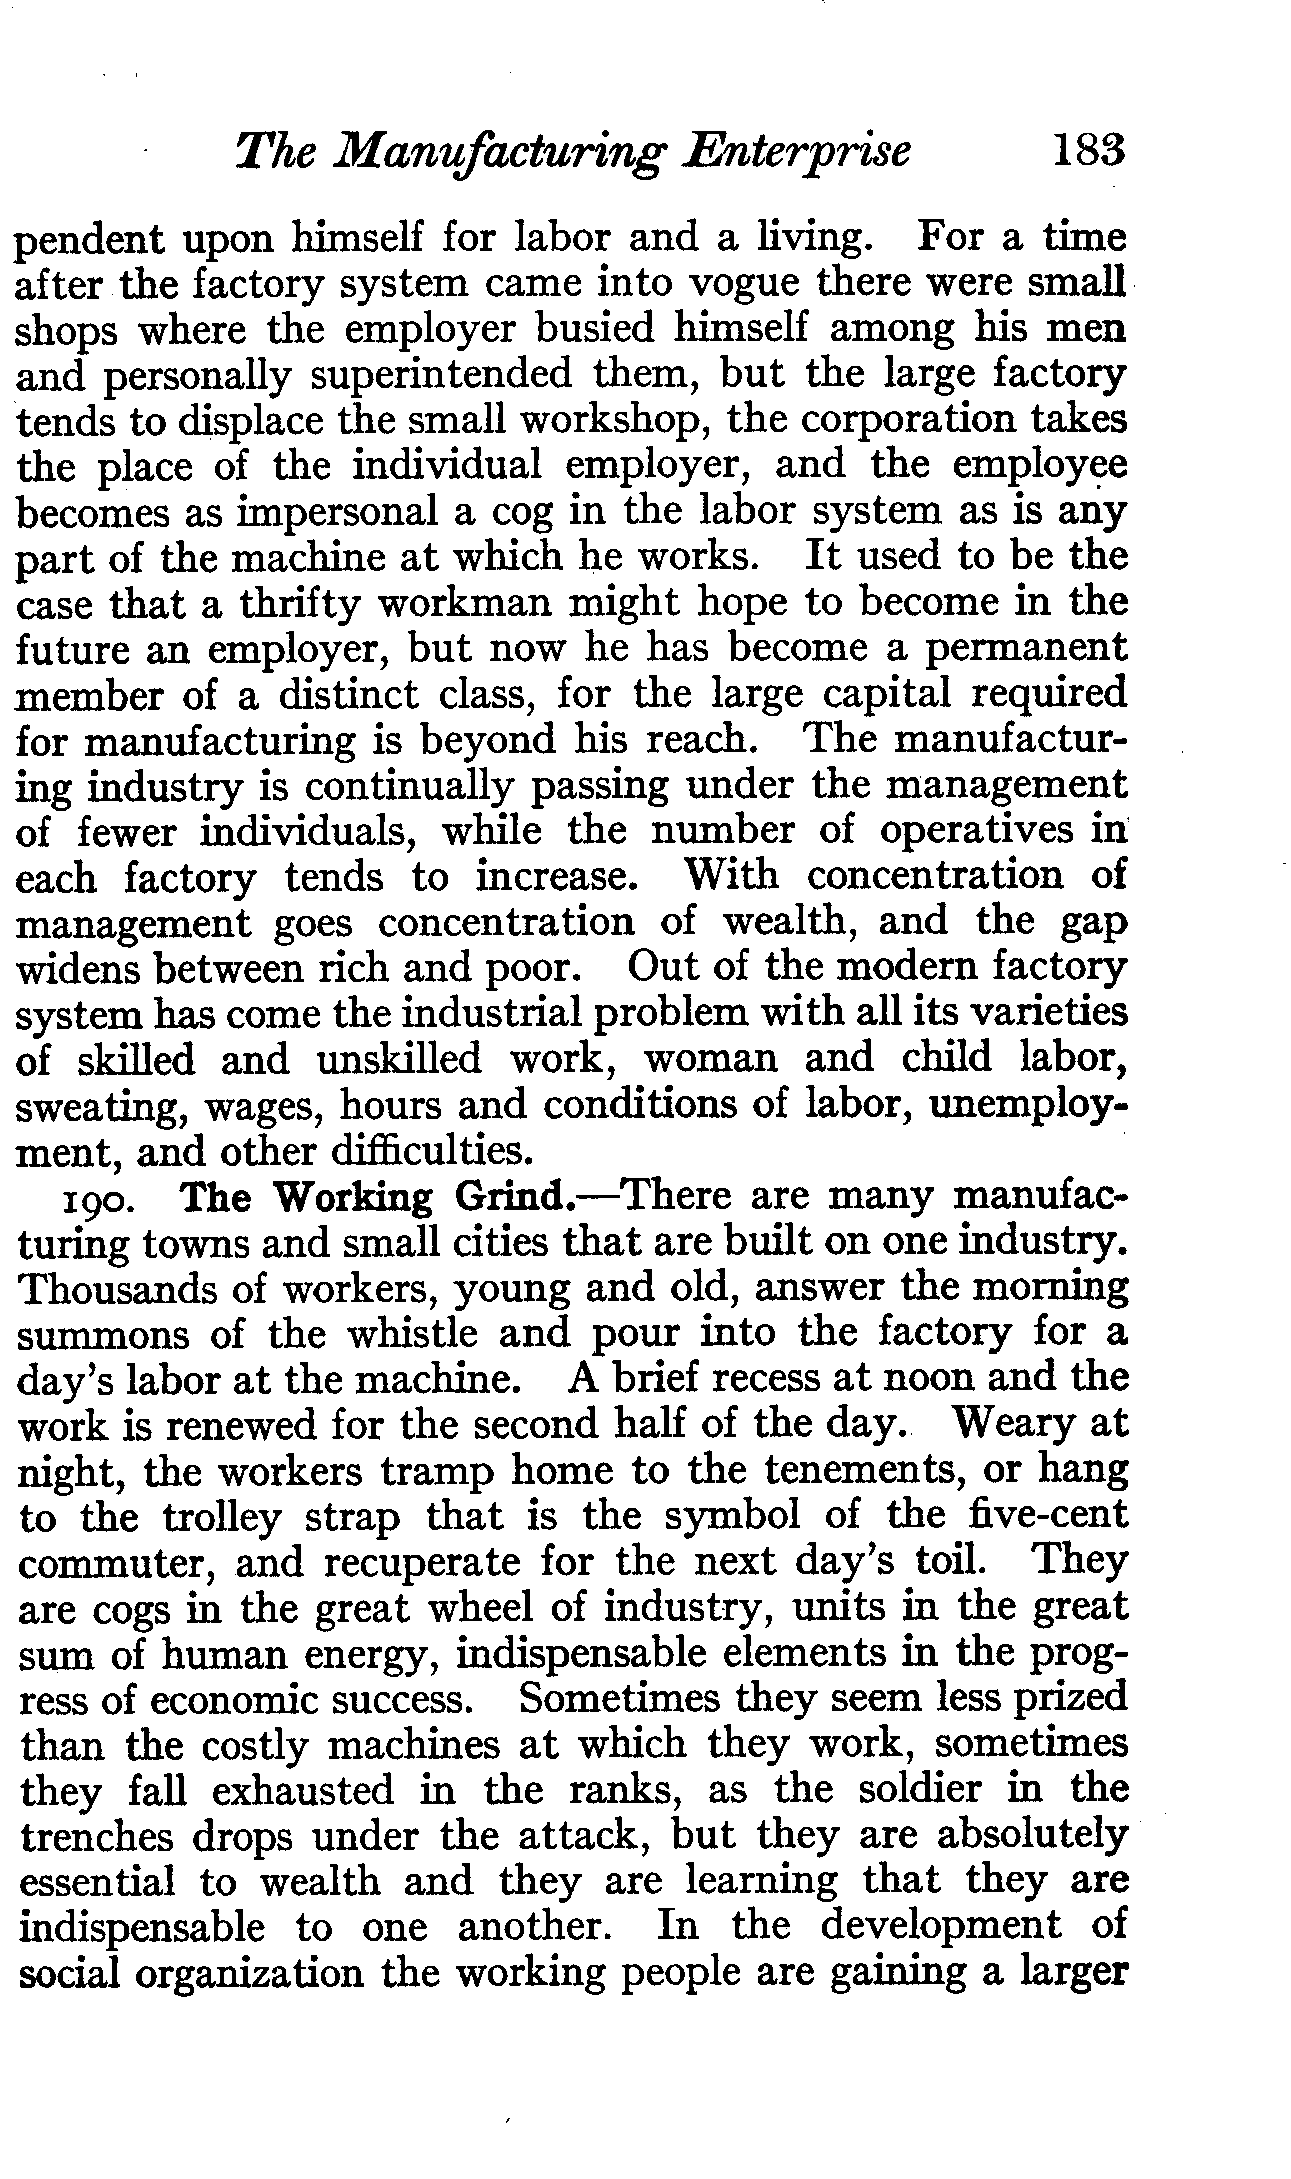 The Manufacturing Enterprise 183
pendent upon himself for labor and a living. For a time
after the factory system came into vogue there were small
shops where the employer busied himself among his men
and personally superintended them, but the large factory
tends to displace the small workshop, the corporation takes
the place of the individual employer, and the employee
becomes as impersonal a cog in the labor system as is any
part of the machine at which he works. It used to be the
case that a thrifty workman might hope to become in the
future an employer, but now he has become a permanent
member of a distinct class, for the large capital required
for manufacturing is beyond his reach. The manufactur-
ing industry is continually passing under the management
of fewer individuals, while the number of operatives in
each factory tends to increase. With concentration of
management goes concentration of wealth, and the gap
widens between rich and poor. Out of the modern factory
system has come the industrial problem with all its varieties
of skilled and unskilled work, woman and child labor,
sweating, wages, hours and conditions of labor, unemploy-
ment, and other difficulties.
190. The Working Grind.—There are many manufac-
turing towns and small cities that are built on one industry.
Thousands of workers, young and old, answer the morning
summons of the whistle and pour into the factory for a
day's labor at the machine. A brief recess at noon and the
work is renewed for the second half of the day. Weary at
night, the workers tramp home to the tenements, or hang
to the trolley strap that is the symbol of the five-cent
commuter, and recuperate for the next day's toil. They
are cogs in the great wheel of industry, units in the great
sum of human energy, indispensable elements in the prog-
ress of economic success. Sometimes they seem less prized
than the costly machines at which they work, sometimes
they fall exhausted in the ranks, as the soldier in the
trenches drops under the attack, but they are absolutely
essential to wealth and they are learning that they are
indispensable to one another. In the development of
social organization the working people are gaining a larger